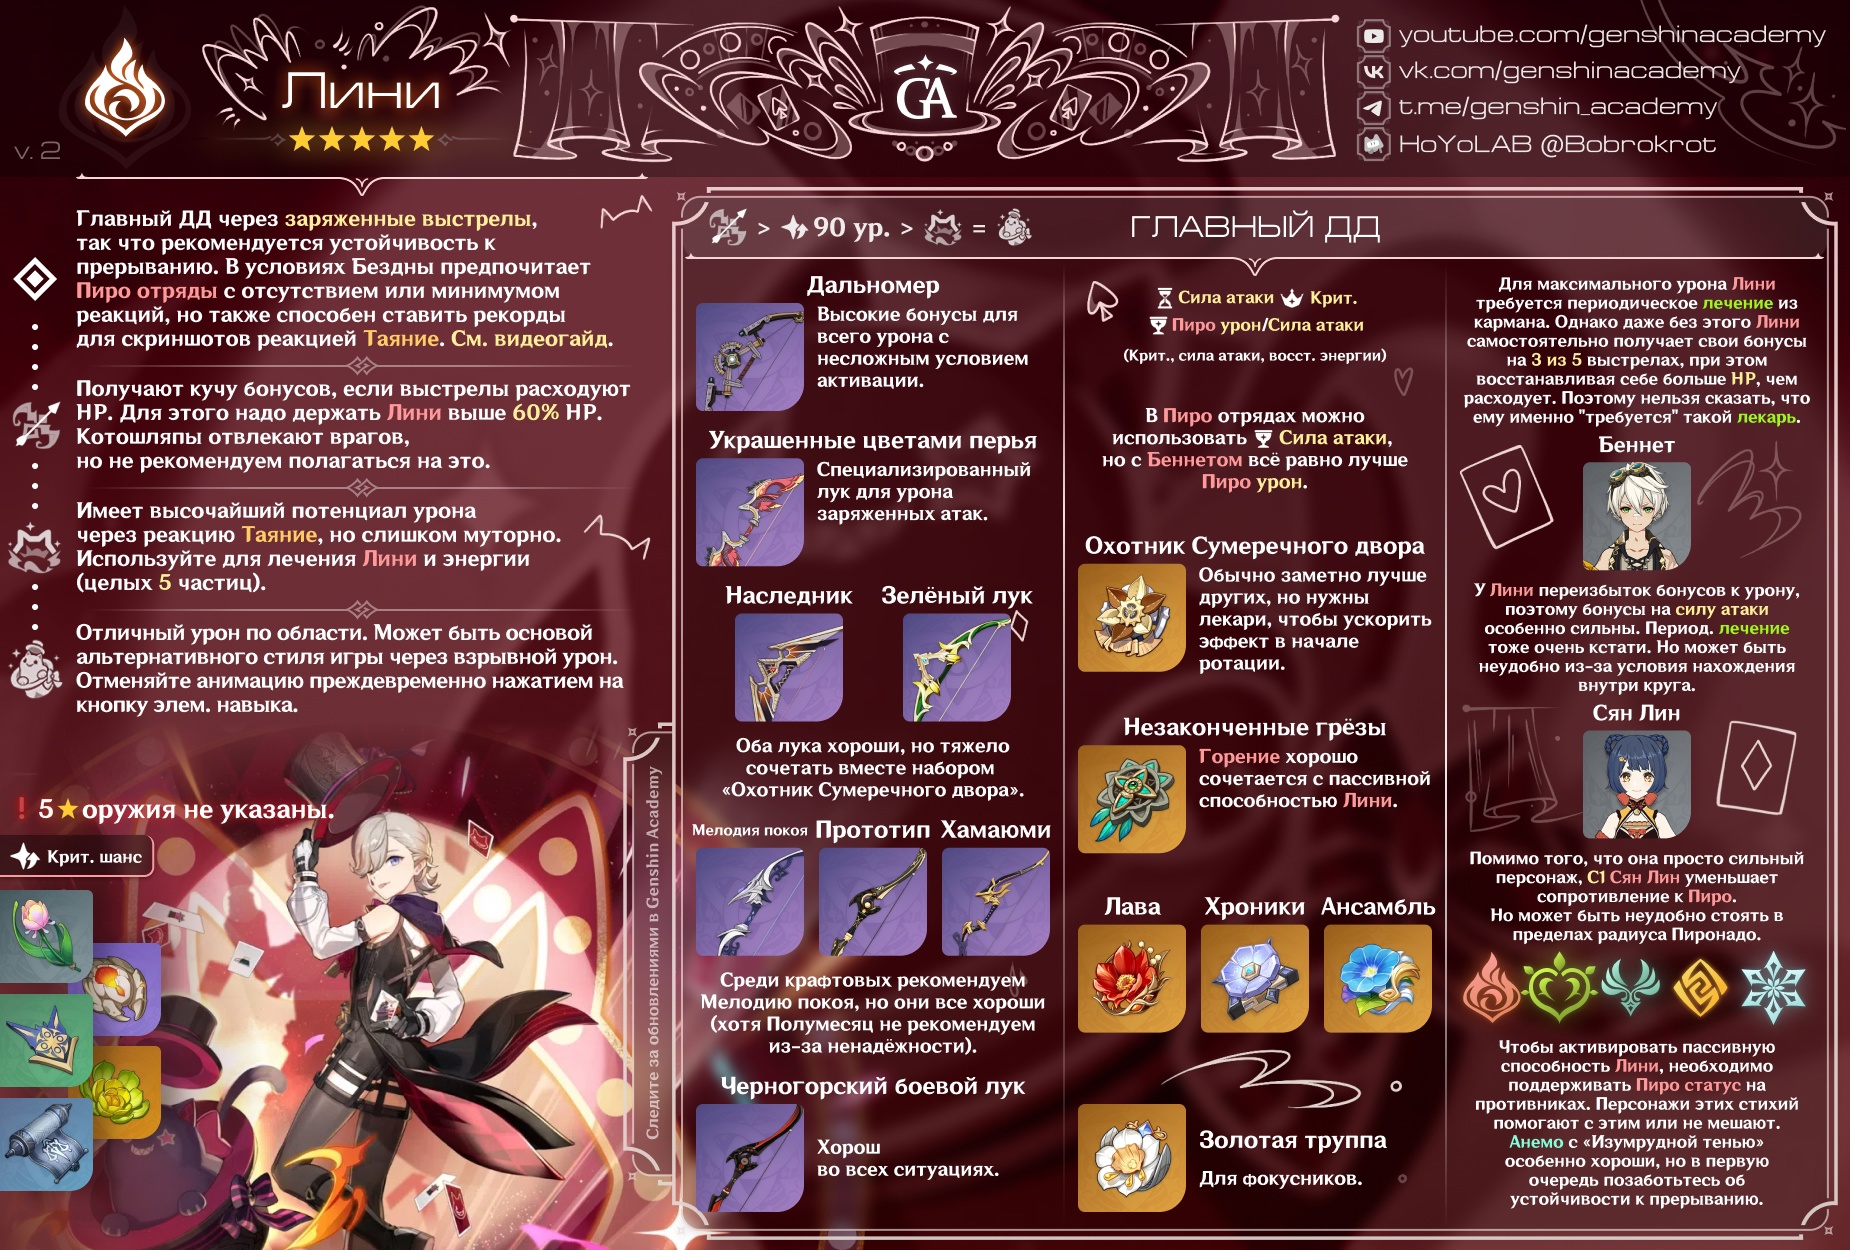 Лини
v. 2
GA
youtube.com/genshinacademy
vk.com/genshinacademy
t.me/genshin_academy
HoYoLAB @Bobrokrot
Главный ДД через заряженные выстрелы,
так что рекомендуется устойчивость к
прерыванию. В условиях Бездны предпочитает
Пиро отряды с отсутствием или минимумом
реакций, но также способен ставить рекорды
для скриншотов реакцией Таяние. См. видеогайд.
Получают кучу бонусов, если выстрелы расходуют
HP. Для этого надо держать Лини выше 60% HP.
Котошляпы отвлекают врагов,
но не рекомендуем полагаться на это.
Имеет высочайший потенциал урона
через реакцию Таяние, но слишком муторно.
Используйте для лечения Лини и энергии
(целых 5 частиц).
Отличный урон по области. Может быть основой
альтернативного стиля игры через взрывной урон.
Отменяйте анимацию преждевременно нажатием на
кнопку элем. навыка.
! 5★оружия не указаны.
Крит. шанс
Следите за обновлениями в Genshin Academy
> 90 ур. > =
ГЛАВНЫЙ ДД
Дальномер
Высокие бонусы для
всего урона с
несложным условием
активации.
Украшенные цветами перья
Специализированный
лук для урона
заряженных атак.
Наследник Зелёный лук
Оба лука хороши, но тяжело
сочетать вместе набором
«Охотник Сумеречного двора».
Мелодия покоя Прототип Хамаюми
Среди крафтовых рекомендуем
Мелодию покоя, но они все хороши
(хотя Полумесяц не рекомендуем
из-за ненадёжности).
Черногорский боевой лук
Хорош
во всех ситуациях.
Сила атаки Крит.
Пиро урон/Сила атаки
(Крит., сила атаки, восст. энергии)
В Пиро отрядах можно
использовать Сила атаки,
но с Беннетом всё равно лучше
Пиро урон.
Охотник Сумеречного двора
Обычно заметно лучше
других, но нужны
лекари, чтобы ускорить
эффект в начале
ротации.
Незаконченные грёзы
Горение хорошо
сочетается с пассивной
способностью Лини.
Лава Хроники Ансамбль
Золотая труппа
Для фокусников.
Для максимального урона Лини
требуется периодическое лечение из
кармана. Однако даже без этого Лини
самостоятельно получает свои бонусы
на 3 из 5 выстрелах, при этом
восстанавливая себе больше HP, чем
расходует. Поэтому нельзя сказать, что
ему именно "требуется" такой лекарь.
Беннет
У Лини переизбыток бонусов к урону,
поэтому бонусы на силу атаки
особенно сильны. Период. лечение
тоже очень кстати. Но может быть
неудобно из-за условия нахождения
внутри круга.
Сян Лин
Помимо того, что она просто сильный
персонаж, С1 Сян Лин уменьшает
сопротивление к Пиро.
Но может быть неудобно стоять в
пределах радиуса Пиронадо.
Чтобы активировать пассивную
способность Лини, необходимо
поддерживать Пиро статус на
противниках. Персонажи этих стихий
помогают с этим или не мешают.
Анемо с «Изумрудной тенью»
особенно хороши, но в первую
очередь позаботьтесь об
устойчивости к прерыванию.